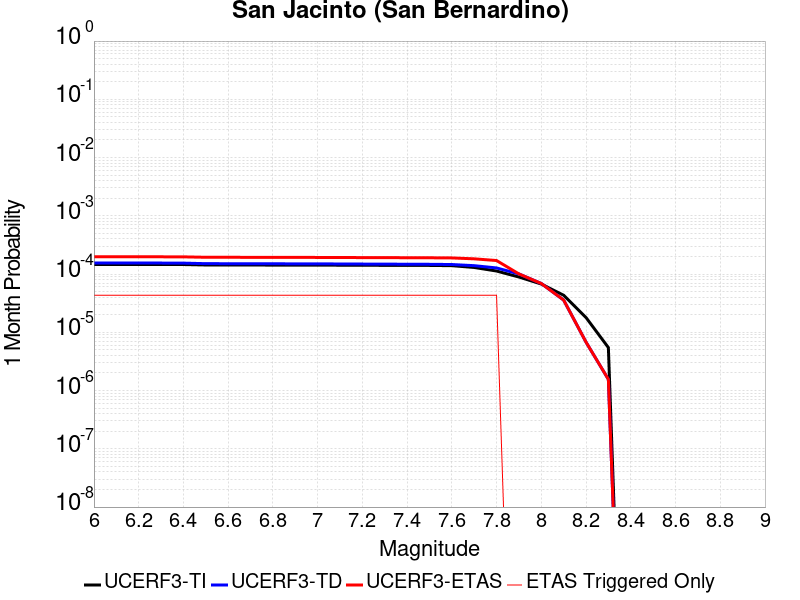 San Jacinto (San Bernardino)
10 0
10 -1
10 -2
10 -3
10 -4
10 -5
10 -6
10 -7
10 -8
1 Month Probability
6 6.2 6.4 6.6 6.8 7 7.2 7.4 7.6 7.8 8 8.2 8.4 8.6 8.8 9
Magnitude
UCERF3-TI UCERF3-TD UCERF3-ETAS ETAS Triggered Only